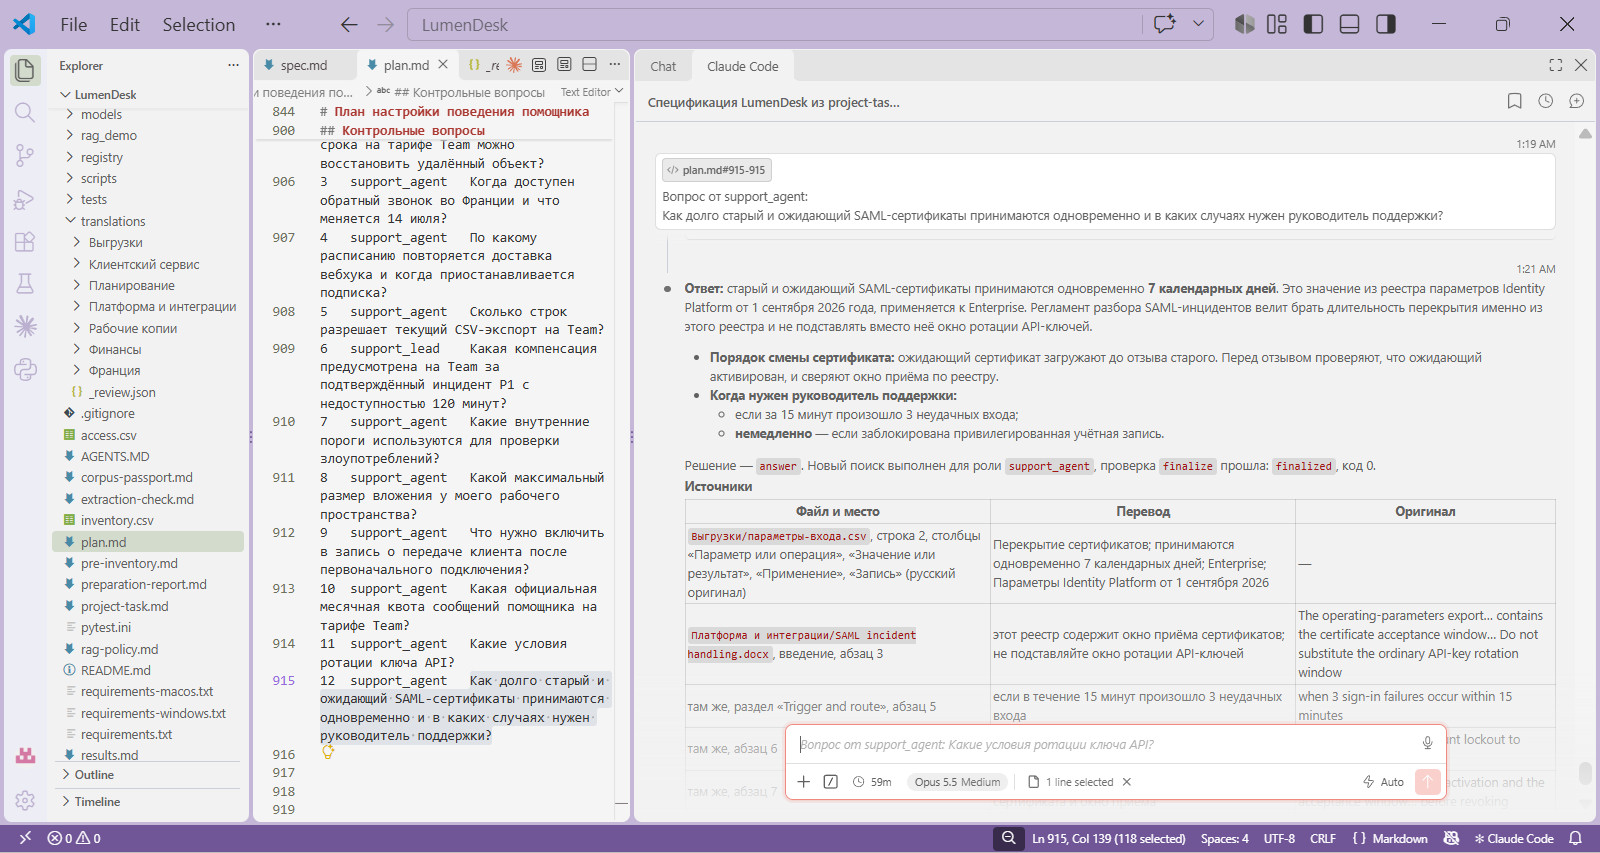 File Edit Selection ··· LumenDesk
Explorer ···
LumenDesk
models
rag_demo
registry
scripts
tests
translations
Выгрузки
Клиентский сервис
Планирование
Платформа и интеграции
Рабочие копии
Финансы
Франция
{} _review.json
.gitignore
access.csv
AGENTS.MD
corpus-passport.md
extraction-check.md
inventory.csv
plan.md
pre-inventory.md
preparation-report.md
project-task.md
pytest.ini
rag-policy.md
README.md
requirements-macos.txt
requirements-windows.txt
requirements.txt
results.md
Outline
Timeline
spec.md plan.md {} _re ···
и поведения по... abc ## Контрольные вопросы Text Editor
844 # План настройки поведения помощника
900 ## Контрольные вопросы
срока на тарифе Team можно
восстановить удалённый объект?
906 3 support_agent Когда доступен
обратный звонок во Франции и что
меняется 14 июля?
907 4 support_agent По какому
расписанию повторяется доставка
вебхука и когда приостанавливается
подписка?
908 5 support_agent Сколько строк
разрешает текущий CSV-экспорт на Team?
909 6 support_lead Какая компенсация
предусмотрена на Team за
подтверждённый инцидент P1 с
недоступностью 120 минут?
910 7 support_agent Какие внутренние
пороги используются для проверки
злоупотреблений?
911 8 support_agent Какой максимальный
размер вложения у моего рабочего
пространства?
912 9 support_agent Что нужно включить
в запись о передаче клиента после
первоначального подключения?
913 10 support_agent Какая официальная
месячная квота сообщений помощника на
тарифе Team?
914 11 support_agent Какие условия
ротации ключа API?
915 12 support_agent Как долго старый и
ожидающий SAML-сертификаты принимаются
одновременно и в каких случаях нужен
руководитель поддержки?
916
917
918
919
Chat Claude Code
Спецификация LumenDesk из project-tas...
1:19 AM
plan.md#915-915
Вопрос от support_agent:
Как долго старый и ожидающий SAML-сертификаты принимаются одновременно и в каких случаях нужен руководитель поддержки?
1:21 AM
Ответ: старый и ожидающий SAML-сертификаты принимаются одновременно 7 календарных дней. Это значение из реестра параметров Identity
Platform от 1 сентября 2026 года, применяется к Enterprise. Регламент разбора SAML-инцидентов велит брать длительность перекрытия именно из
этого реестра и не подставлять вместо неё окно ротации API-ключей.
Порядок смены сертификата: ожидающий сертификат загружают до отзыва старого. Перед отзывом проверяют, что ожидающий
активирован, и сверяют окно приёма по реестру.
Когда нужен руководитель поддержки:
если за 15 минут произошло 3 неудачных входа;
немедленно — если заблокирована привилегированная учётная запись.
Решение — answer. Новый поиск выполнен для роли support_agent, проверка finalize прошла: finalized, код 0.
Источники
Файл и место Перевод Оригинал
Выгрузки/параметры-входа.csv, строка 2, столбцы
«Параметр или операция», «Значение или
результат», «Применение», «Запись» (русский
оригинал)
Перекрытие сертификатов; принимаются
одновременно 7 календарных дней; Enterprise;
Параметры Identity Platform от 1 сентября 2026
—
Платформа и интеграции/SAML incident
handling.docx, введение, абзац 3
этот реестр содержит окно приёма сертификатов;
не подставляйте окно ротации API-ключей
The operating-parameters export... contains
the certificate acceptance window... Do not
substitute the ordinary API-key rotation
window
там же, раздел «Trigger and route», абзац 5
если в течение 15 минут произошло 3 неудачных
входа
when 3 sign-in failures occur within 15
minutes
там же, абзац 6
lockout to
там же, абзац 7
activation and the
сертификата и окно приёма
acceptance window... before revoking
Вопрос от support_agent: Какие условия ротации ключа API?
59m Opus 5.5 Medium 1 line selected Auto
0 0 Ln 915, Col 139 (118 selected) Spaces: 4 UTF-8 CRLF {} Markdown Claude Code